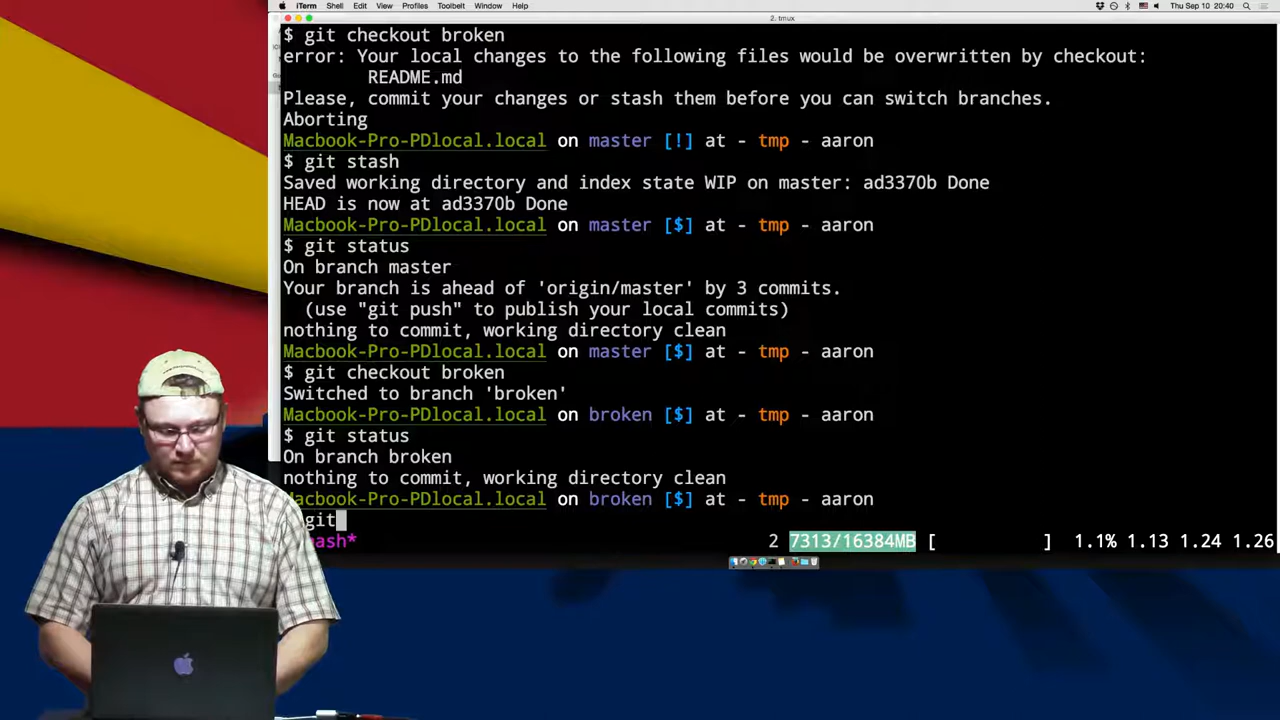 iTerm Shell Edit View Profiles Toolbelt Window Help Thu Sep 10 20:40
2. tmux
$ git checkout broken
error: Your local changes to the following files would be overwritten by checkout:
README.md
Please, commit your changes or stash them before you can switch branches.
Aborting
Macbook-Pro-PDlocal.local on master [!] at - tmp - aaron
$ git stash
Saved working directory and index state WIP on master: ad3370b Done
HEAD is now at ad3370b Done
Macbook-Pro-PDlocal.local on master [$] at - tmp - aaron
$ git status
On branch master
Your branch is ahead of 'origin/master' by 3 commits.
(use "git push" to publish your local commits)
nothing to commit, working directory clean
Macbook-Pro-PDlocal.local on master [$] at - tmp - aaron
$ git checkout broken
Switched to branch 'broken'
Macbook-Pro-PDlocal.local on broken [$] at - tmp - aaron
$ git status
On branch broken
nothing to commit, working directory clean
Macbook-Pro-PDlocal.local on broken [$] at - tmp - aaron
git
ash* 2 7313/16384MB [ ] 1.1% 1.13 1.24 1.26